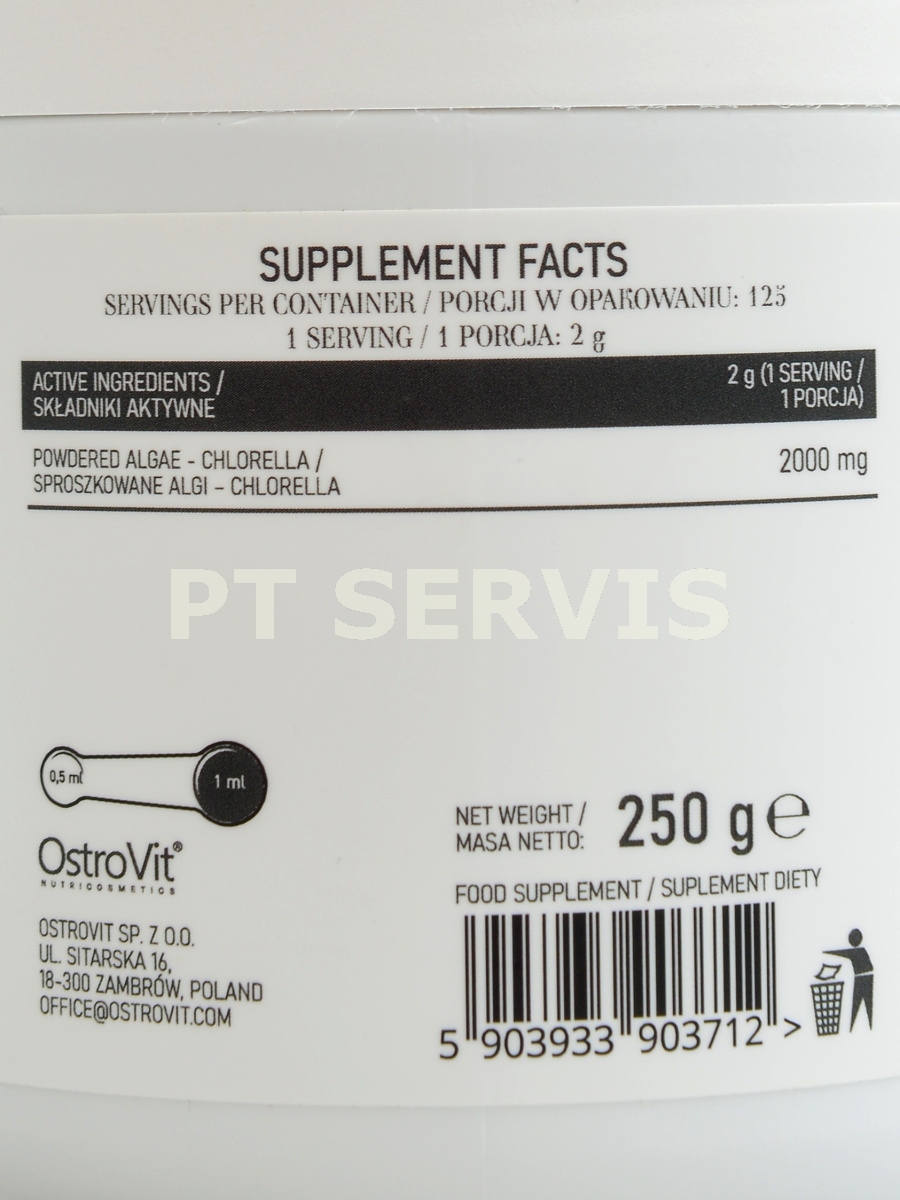 SUPPLEMENT FACTS
SERVINGS PER CONTAINER / PORCJI W OPAKOWANIU: 125
1 SERVING / 1 PORCJA: 2 g
ACTIVE INGREDIENTS /
SKŁADNIKI AKTYWNE
2 g (1 SERVING /
1 PORCJA)
POWDERED ALGAE - CHLORELLA /
SPROSZKOWANE ALGI – CHLORELLA
2000 mg
PT SERVIS
0,5 ml
1 ml
OstroVit®
NUTRICOSMETICS
OSTROVIT SP. Z O.O.
UL. SITARSKA 16,
18-300 ZAMBRÓW, POLAND
OFFICE@OSTROVIT.COM
NET WEIGHT /
MASA NETTO:
250 g ℮
FOOD SUPPLEMENT / SUPLEMENT DIETY
5 903933 903712 >